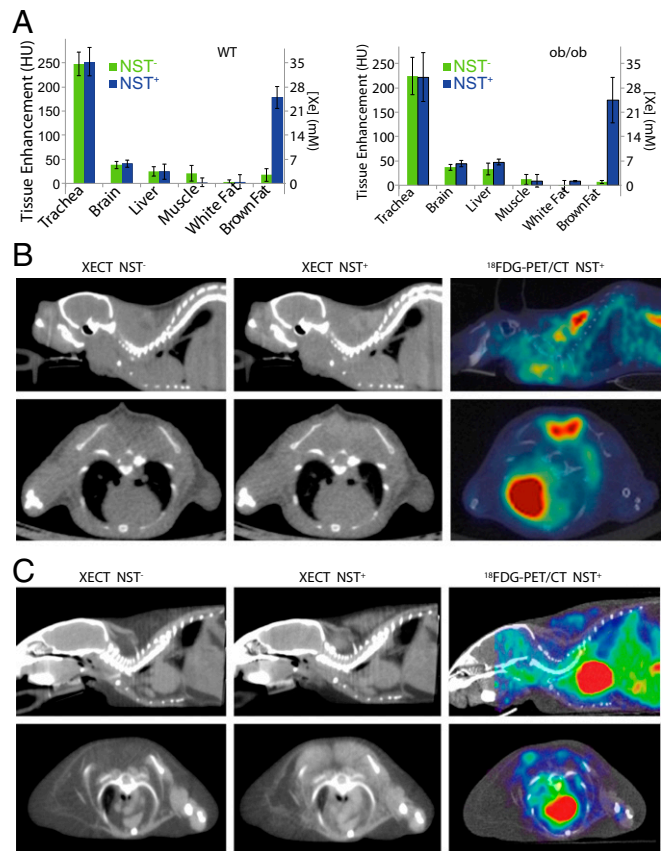 A
Tissue Enhancement (HU)
250
200
150
100
50
0
NST-
NST+
WT
35
28
21
14
7
0
[Xe] (mM)
Trachea
Brain
Liver
Muscle
White Fat
Brown Fat
Tissue Enhancement (HU)
250
200
150
100
50
0
NST-
NST+
ob/ob
35
28
21
14
7
0
[Xe] (mM)
Trachea
Brain
Liver
Muscle
White Fat
Brown Fat
B
XECT NST-
XECT NST+
18FDG-PET/CT NST+
C
XECT NST-
XECT NST+
18FDG-PET/CT NST+